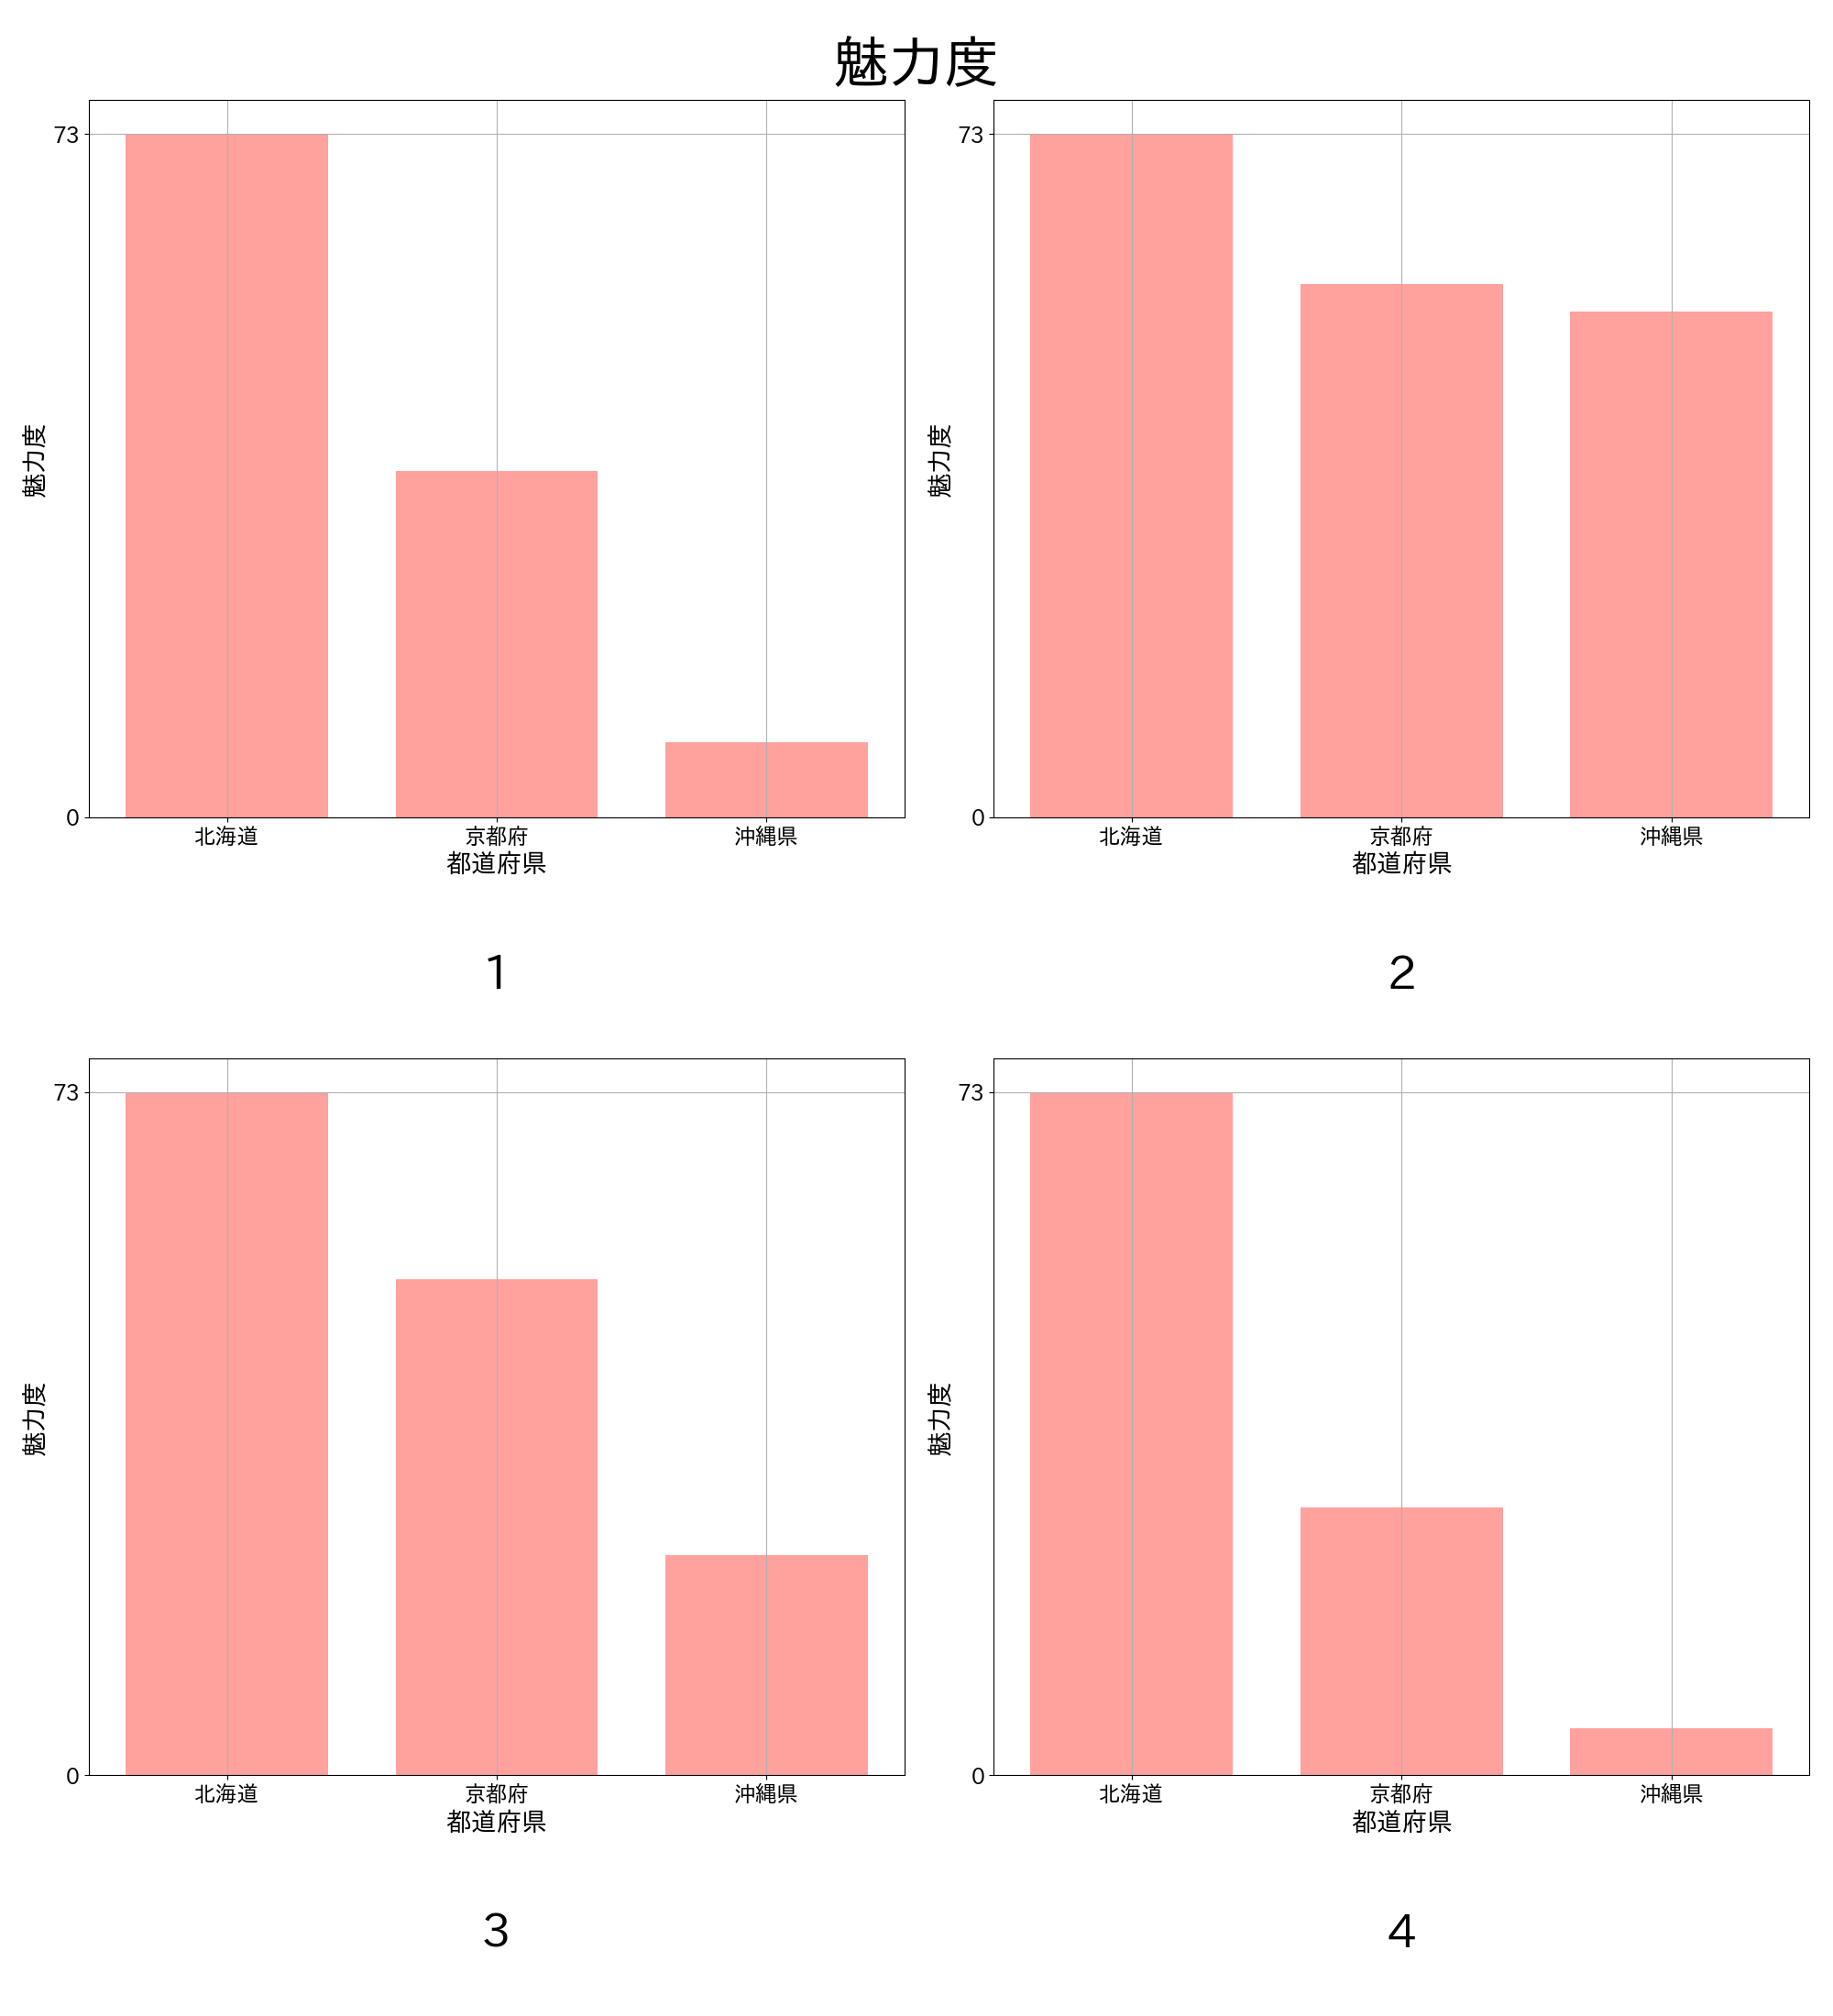 魅力度
73
魅力度
0
北海道 京都府 沖縄県
都道府県
1
73
魅力度
0
北海道 京都府 沖縄県
都道府県
2
73
魅力度
0
北海道 京都府 沖縄県
都道府県
3
73
魅力度
0
北海道 京都府 沖縄県
都道府県
4